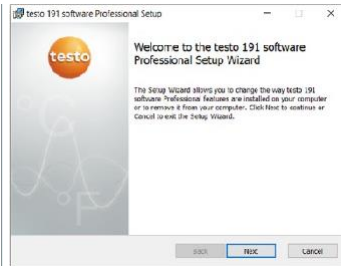 testo 191 software Professional Setup
testo
Welcome to the testo 191 software
Professional Setup Wizard
The Setup Wizard allows you to change the way testo 191
software Professional features are installed on your computer
or to remove it from your computer. Click Next to continue or
Cancel to exit the Setup Wizard.
°F
Back
Next
Cancel